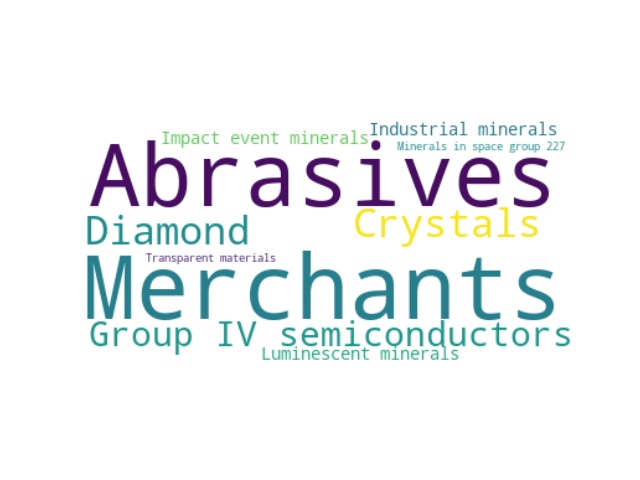 Industrial minerals
Impact event minerals
Minerals in space group 227
Abrasives
Diamond
Crystals
Transparent materials
Merchants
Group IV semiconductors
Luminescent minerals